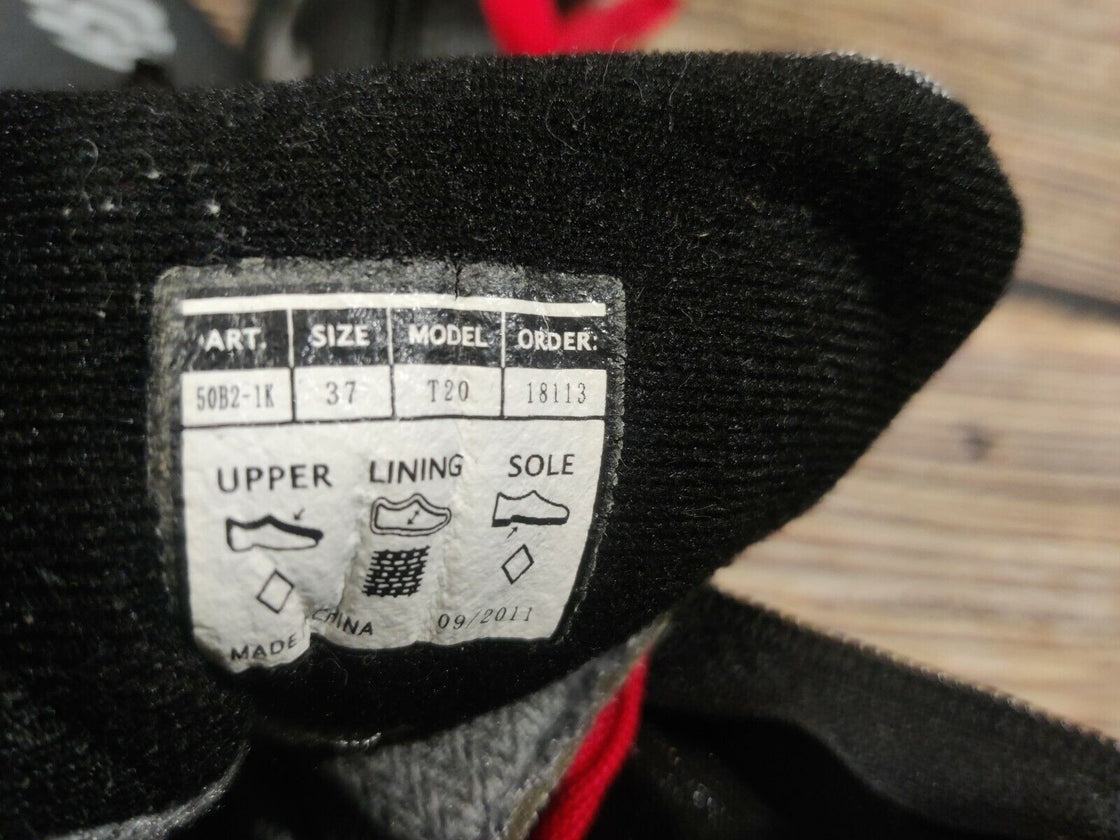 ART. SIZE MODEL ORDER:
50B2-1K 37 T20 18113
UPPER LINING SOLE
MADE CHINA 09/2011